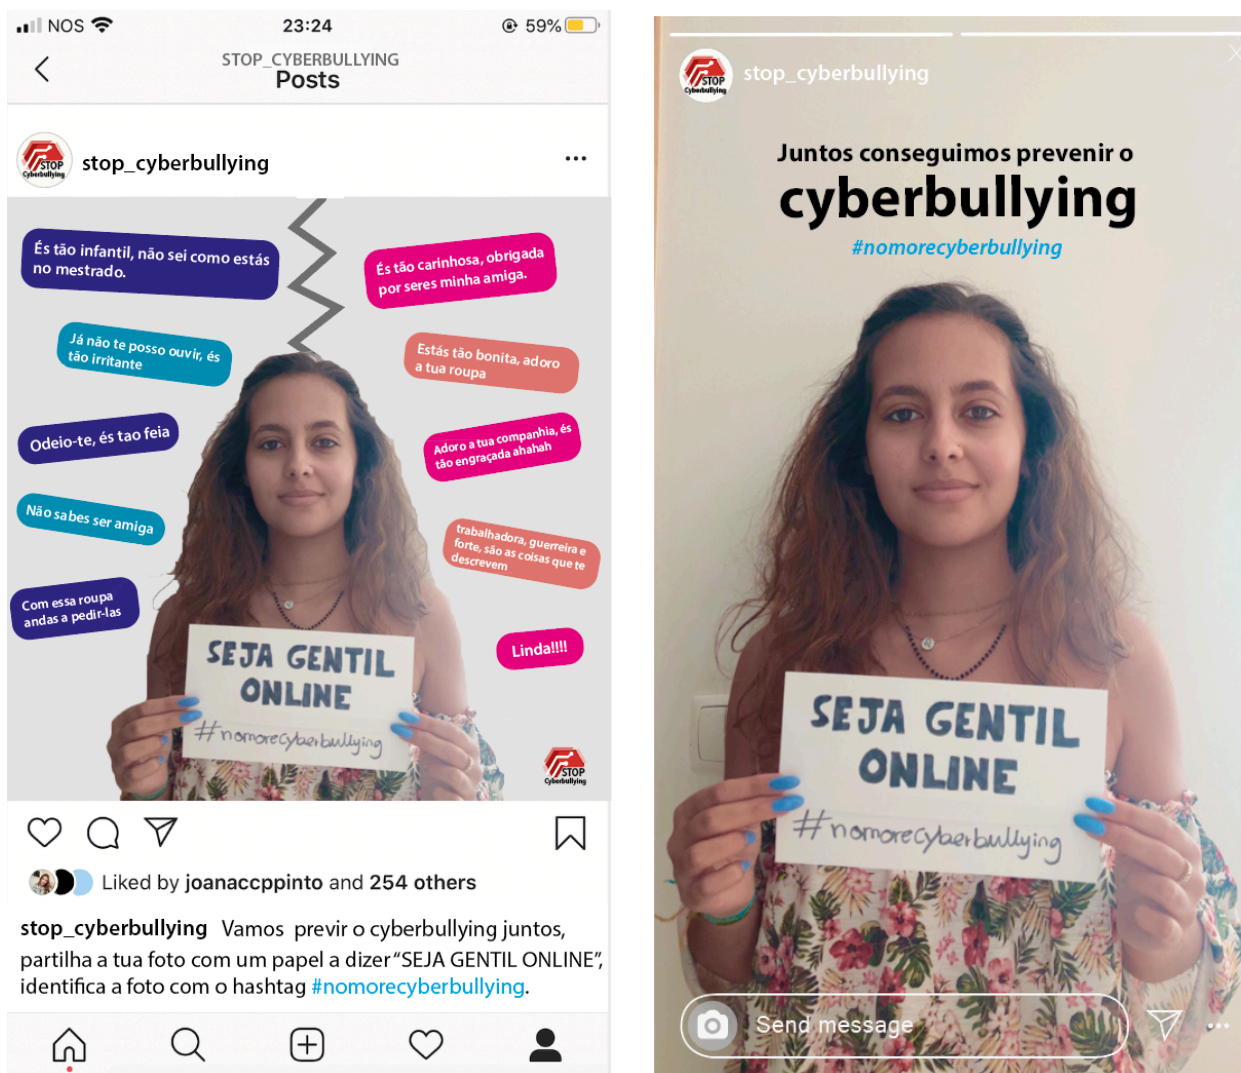 NOS
23:24
59%
STOP_CYBERBULLYING
Posts
STOP
Cyberbullying
stop_cyberbullying
És tão infantil, não sei como estás
no mestrado.
Já não te posso ouvir, és
tão irritante
Odeio-te, és tao feia
Não sabes ser amiga
Com essa roupa
andas a pedir-las
És tão carinhosa, obrigada
por seres minha amiga.
Estás tão bonita, adoro
a tua roupa
Adoro a tua companhia, és
tão engraçada ahahah
trabalhadora, guerreira e
forte, são as coisas que te
descrevem
Linda!!!!
SEJA GENTIL
ONLINE
#nomorecyberbullying
STOP
Cyberbullying
Liked by joanaccppinto and 254 others
stop_cyberbullying Vamos previr o cyberbullying juntos,
partilha a tua foto com um papel a dizer “SEJA GENTIL ONLINE”,
identifica a foto com o hashtag #nomorecyberbullying.
STOP
Cyberbullying
stop_cyberbullying
Juntos conseguimos prevenir o
cyberbullying
#nomorecyberbullying
SEJA GENTIL
ONLINE
#nomorecyberbullying
Send message